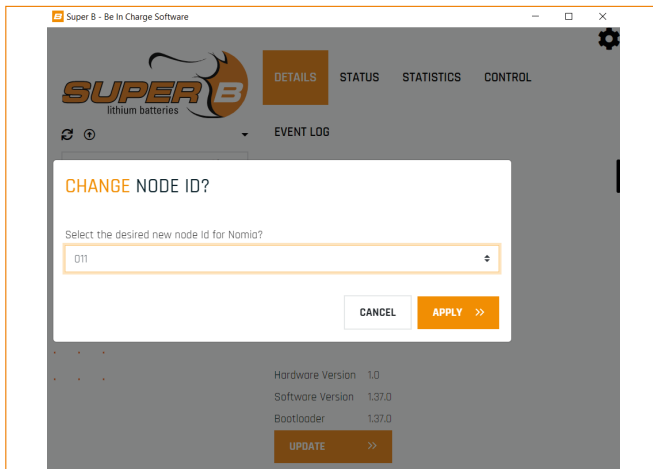 Super B - Be In Charge Software
SUPER B
lithium batteries
DETAILS STATUS STATISTICS CONTROL
EVENT LOG
CHANGE NODE ID?
Select the desired new node Id for Nomia?
011
CANCEL APPLY
Hardware Version 1.0
Software Version 1.37.0
Bootloader 1.37.0
UPDATE